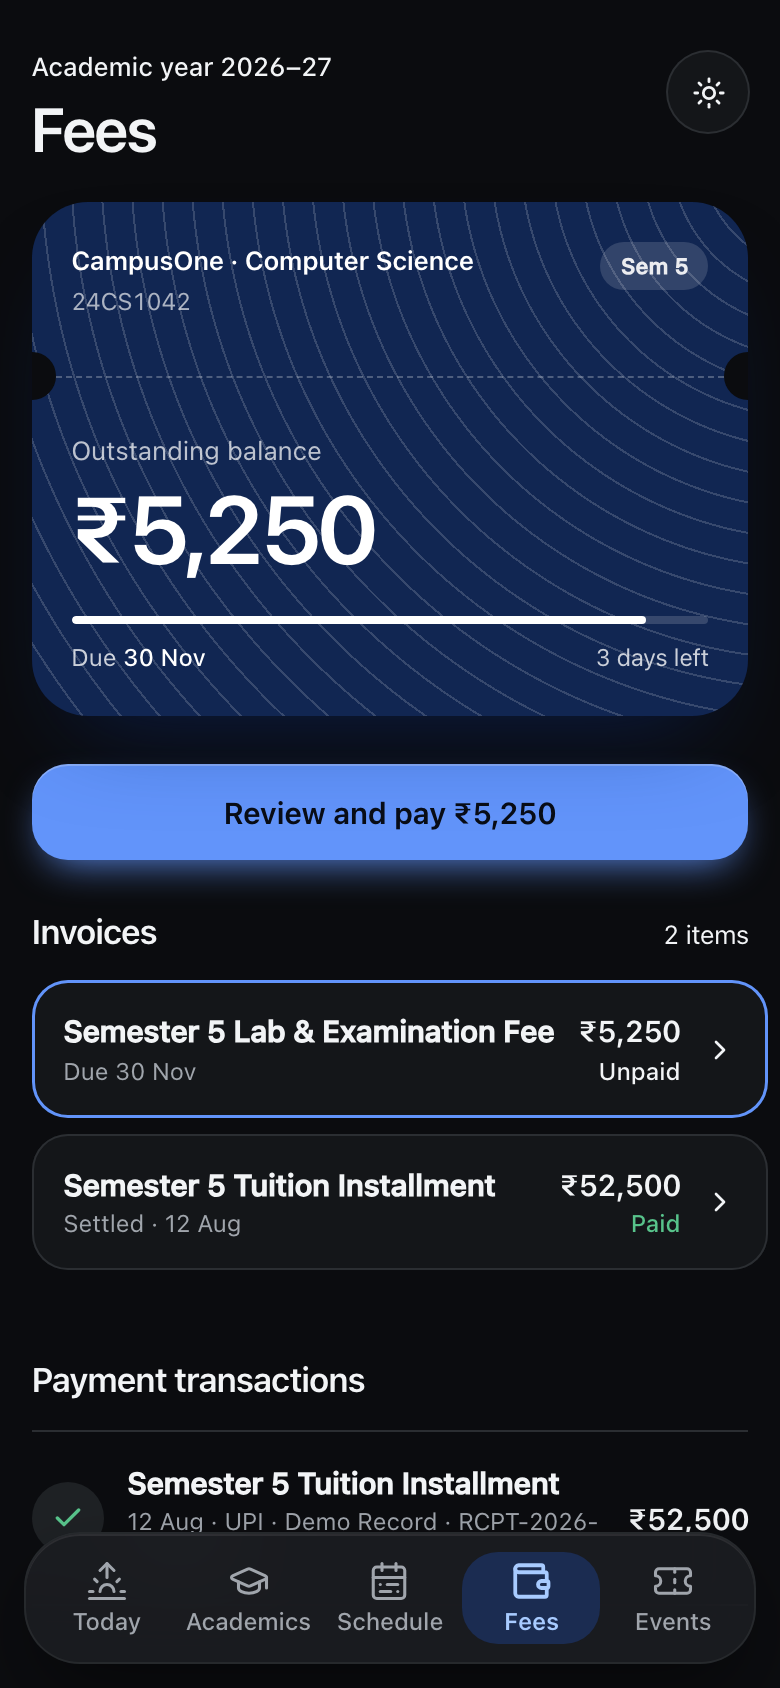 Academic year 2026–27
Fees
CampusOne · Computer Science
Sem 5
24CS1042
Outstanding balance
₹5,250
Due 30 Nov
3 days left
Review and pay ₹5,250
Invoices
2 items
Semester 5 Lab & Examination Fee
₹5,250
Due 30 Nov
Unpaid
Semester 5 Tuition Installment
₹52,500
Settled · 12 Aug
Paid
Payment transactions
Semester 5 Tuition Installment
12 Aug · UPI · Demo Record · RCPT-2026-
₹52,500
Today
Academics
Schedule
Fees
Events